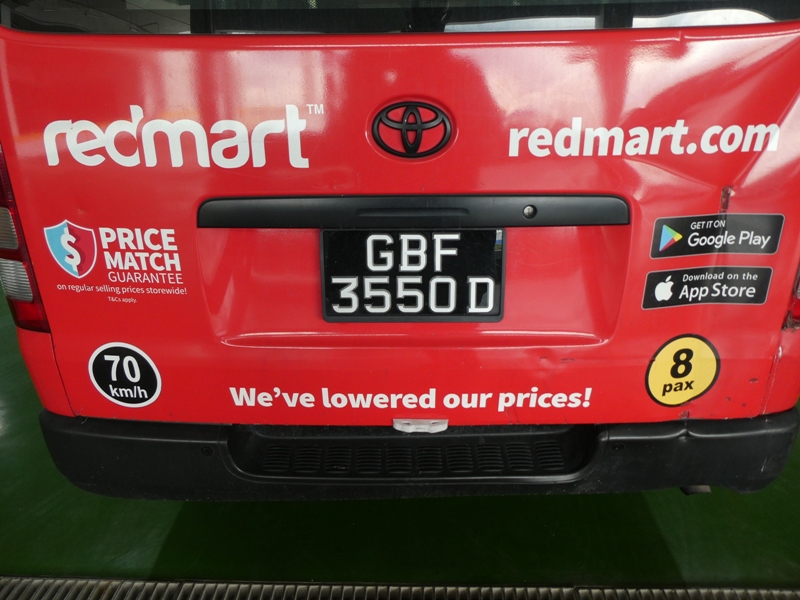 redmart™
redmart.com
PRICE
MATCH
GUARANTEE
on regular selling prices storewide!
T&Cs apply.
GBF
3550D
GET IT ON
Google Play
Download on the
App Store
70
km/h
We've lowered our prices!
8
pax